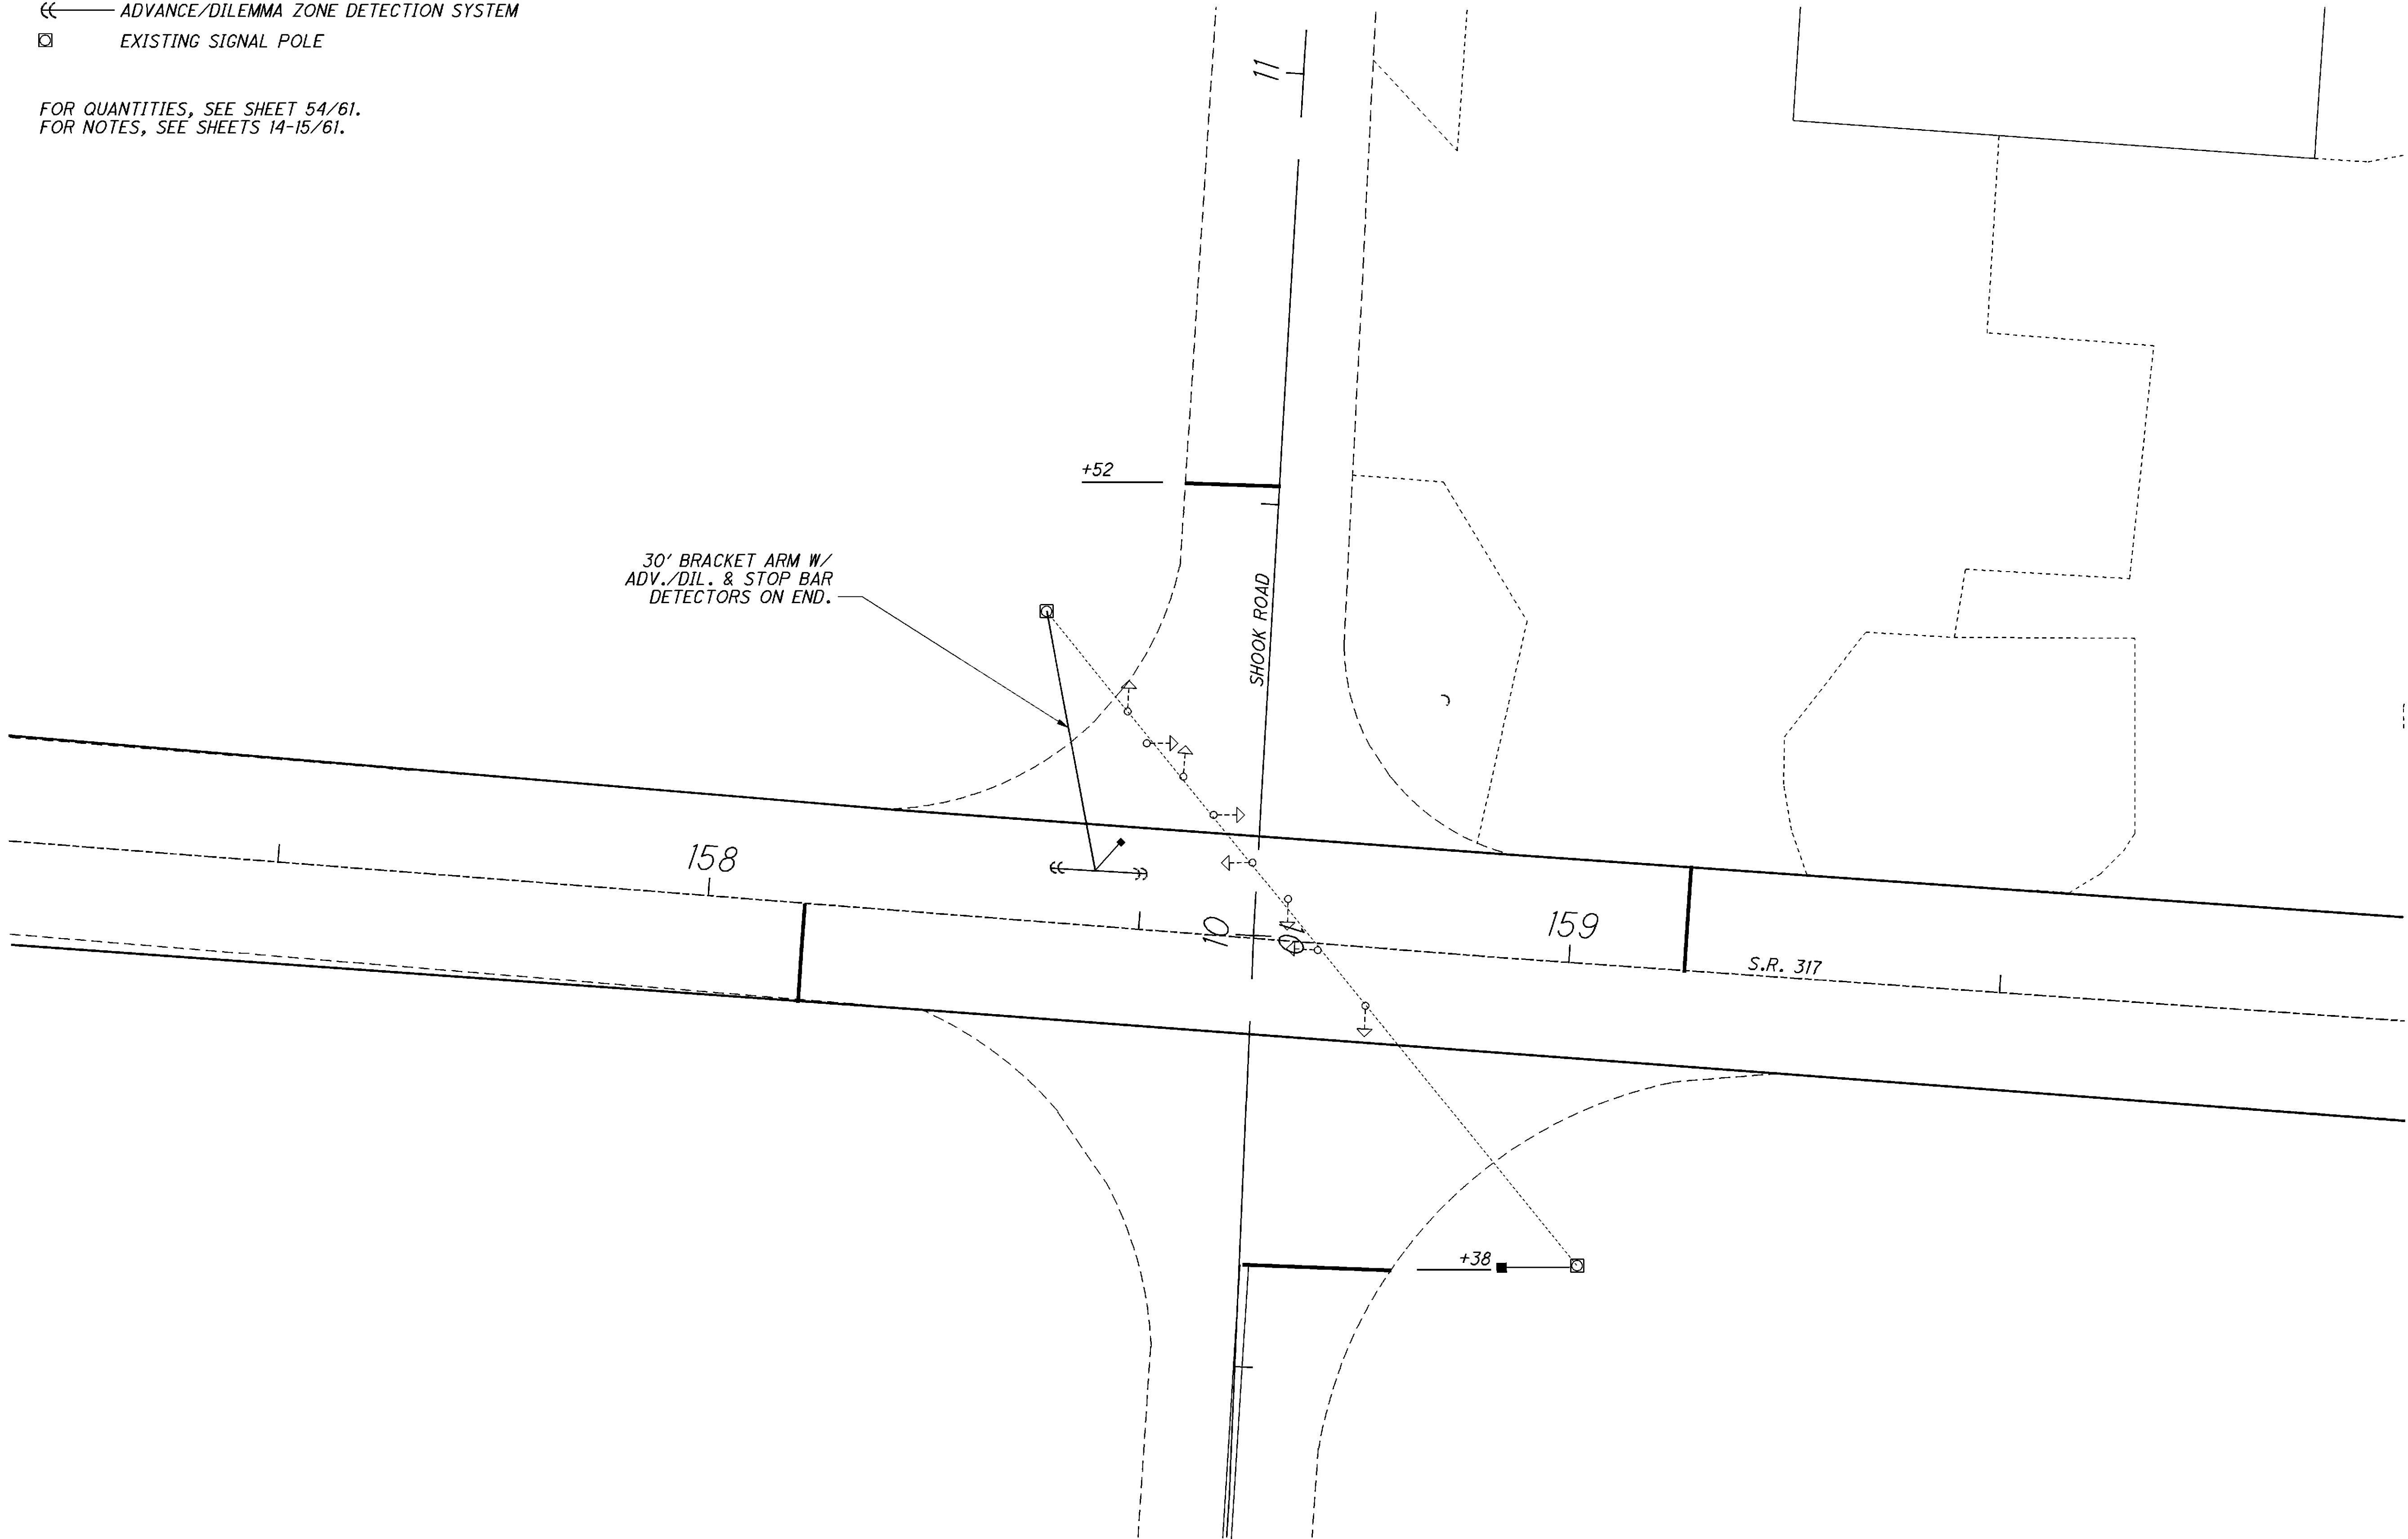 ADVANCE/DILEMMA ZONE DETECTION SYSTEM
EXISTING SIGNAL POLE
FOR QUANTITIES, SEE SHEET 54/61.
FOR NOTES, SEE SHEETS 14-15/61.
11
+52
30' BRACKET ARM W/
ADV./DIL. & STOP BAR
DETECTORS ON END.
SHOOK ROAD
158
10
159
S.R. 317
+38